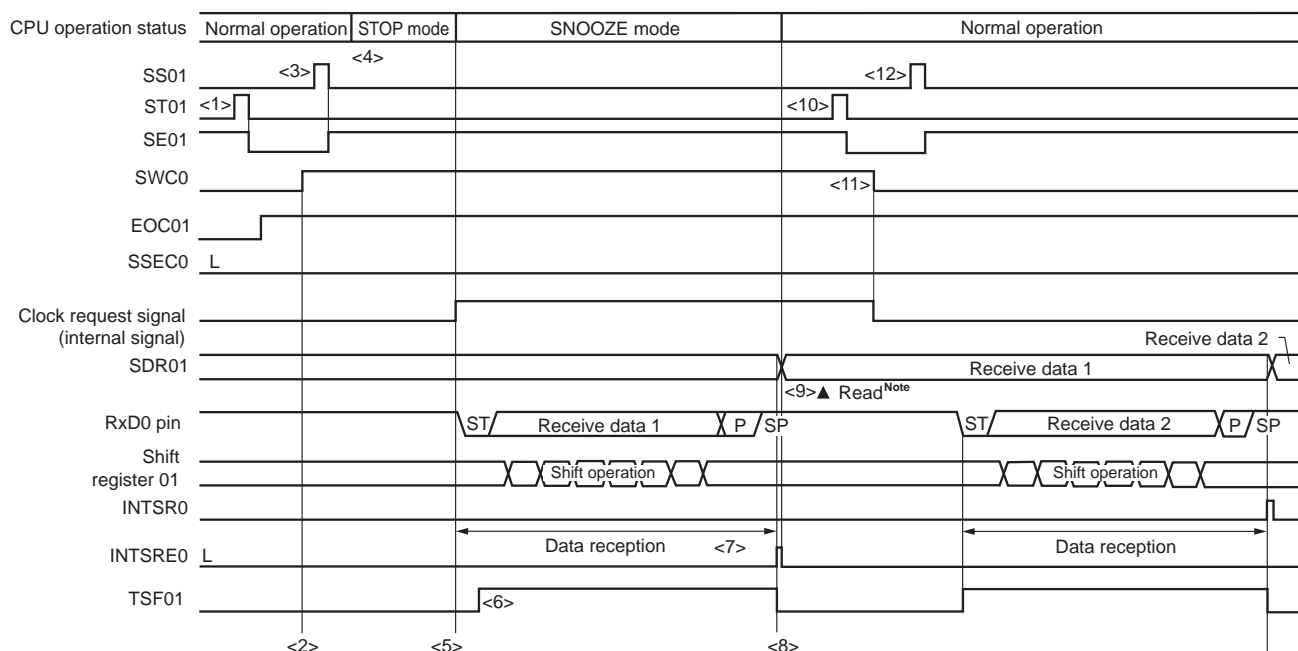 CPU operation status Normal operation STOP mode SNOOZE mode Normal operation
<4>
SS01 <3> <12>
ST01 <1> <10>
SE01
SWC0 <11>
EOC01
SSEC0 L
Clock request signal
(internal signal)
Receive data 2
SDR01 Receive data 1
<9>▲ Read Note
RxD0 pin ST Receive data 1 P SP ST Receive data 2 P SP
Shift
register 01 Shift operation Shift operation
INTSR0
Data reception <7> Data reception
INTSRE0 L
TSF01 <6>
<2> <5> <8>